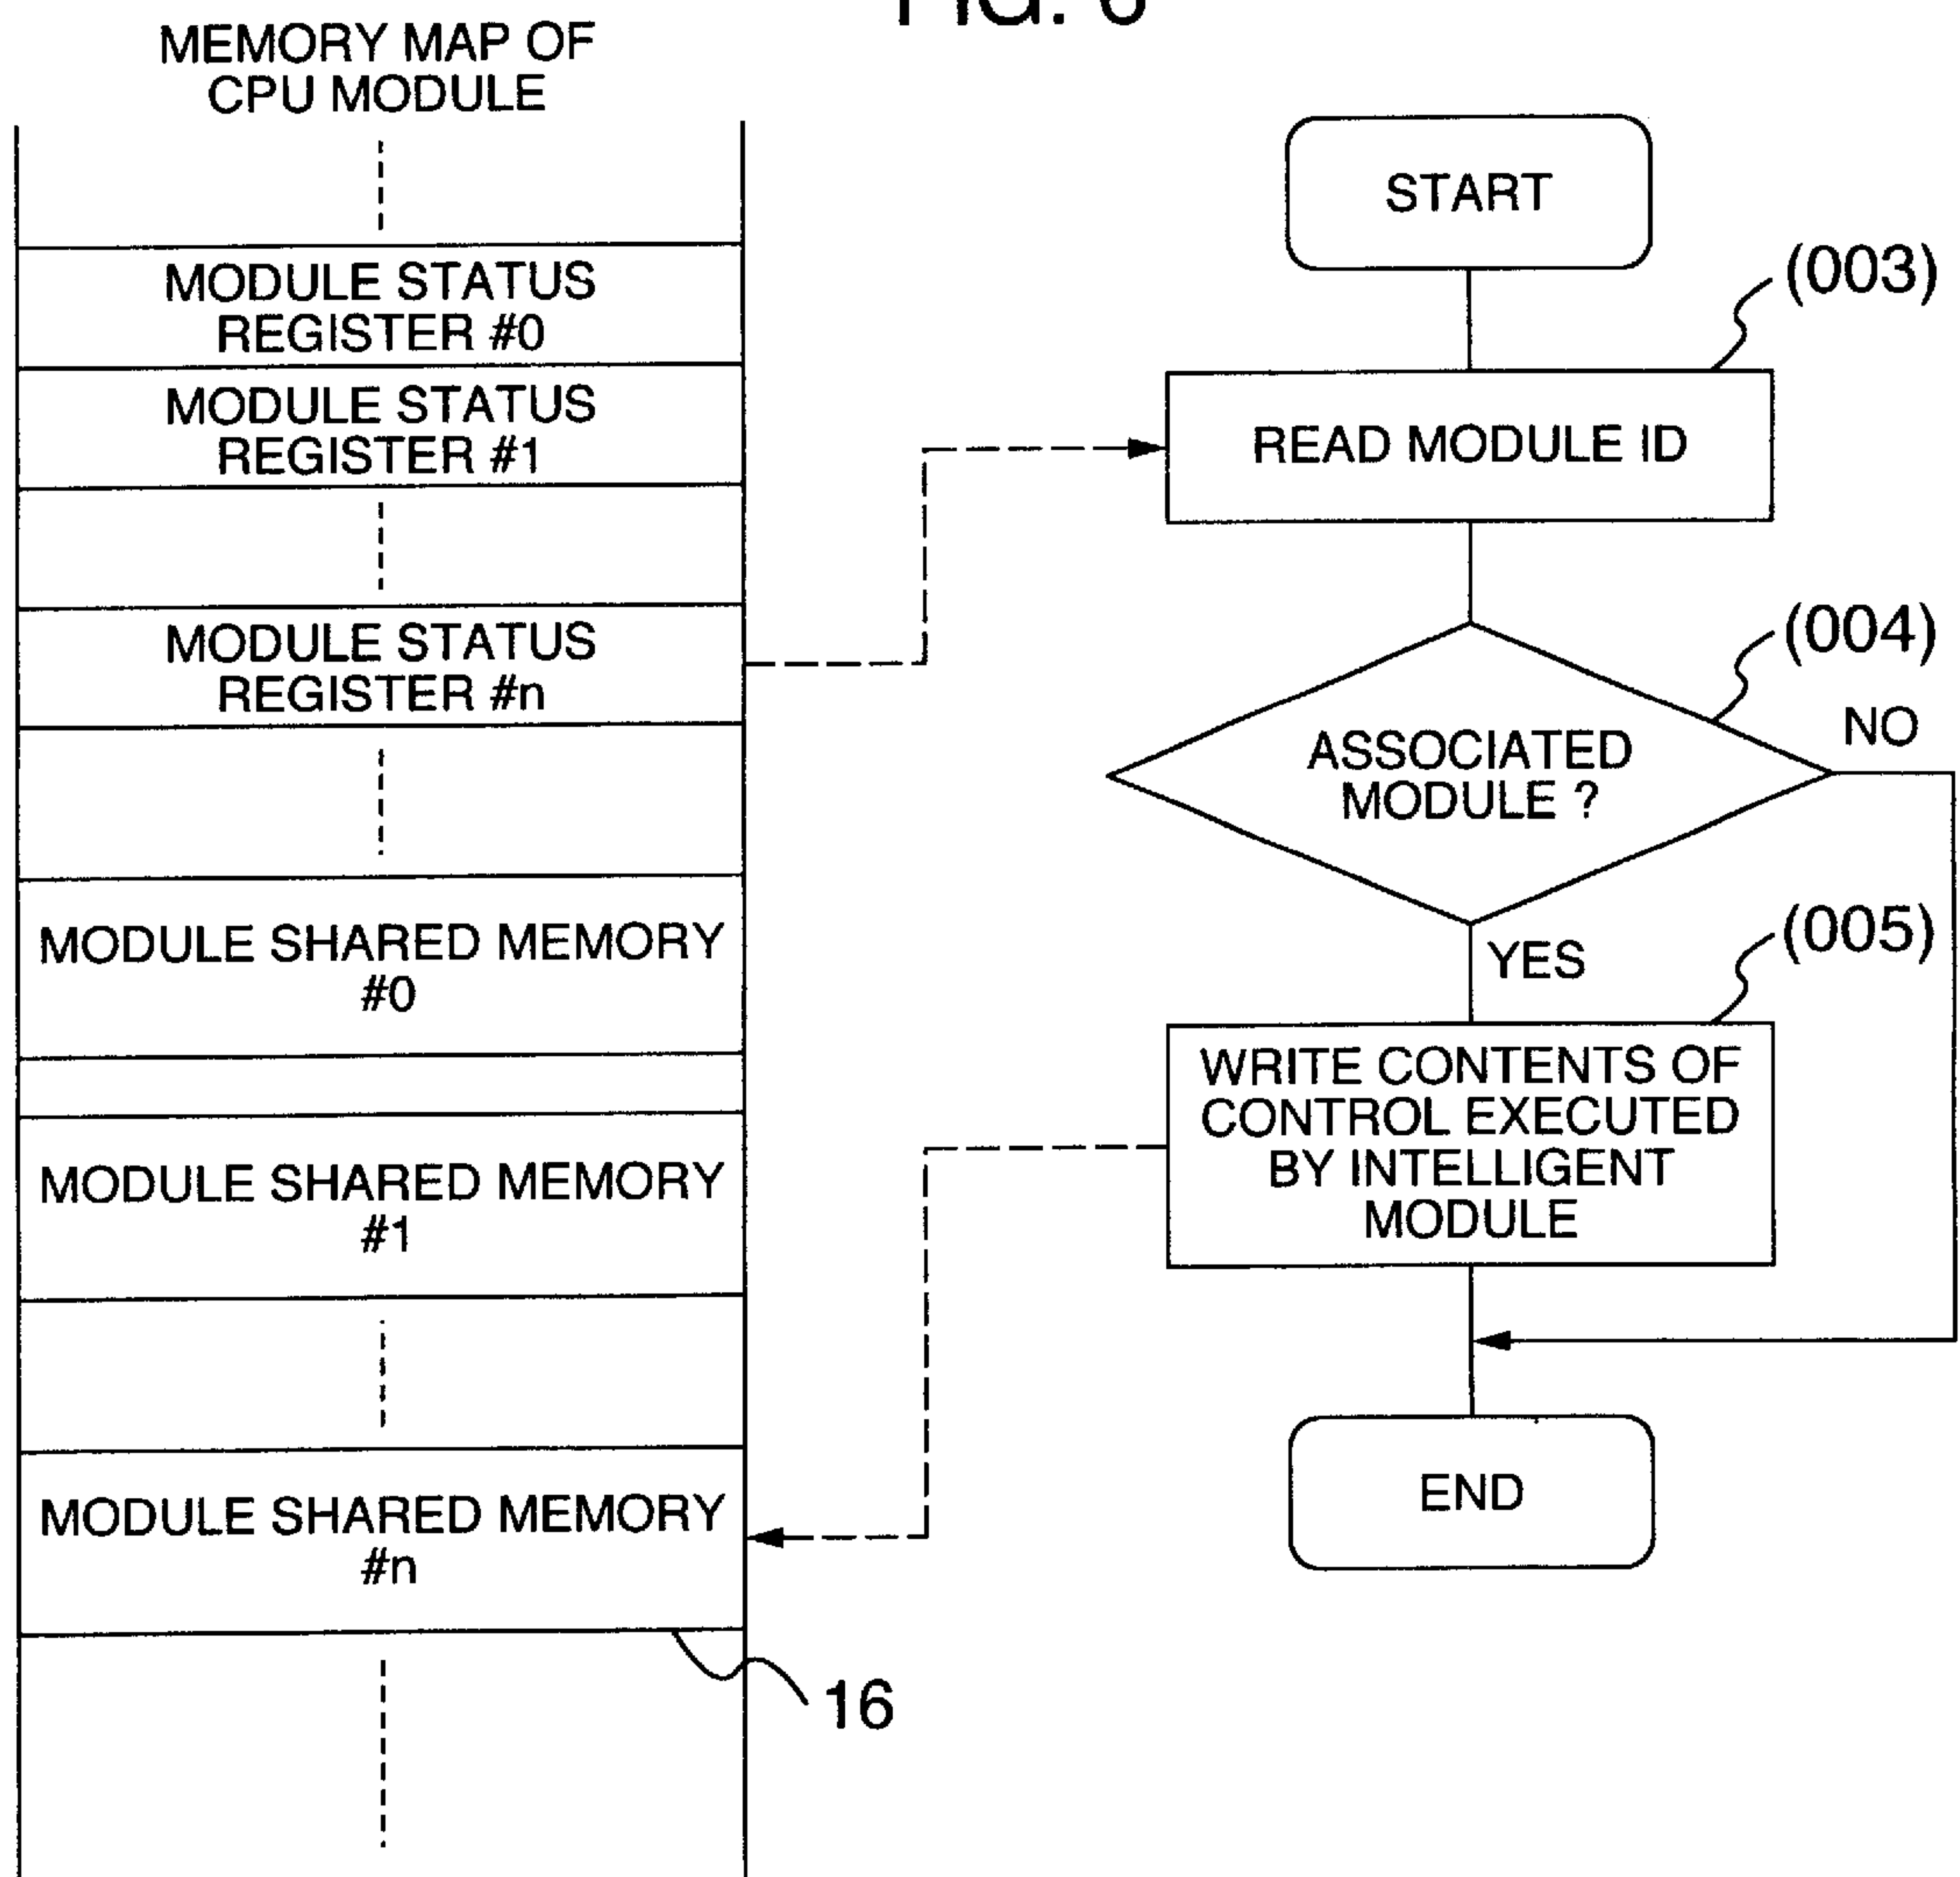 MEMORY MAP OF
CPU MODULE
MODULE STATUS
REGISTER #0
MODULE STATUS
REGISTER #1
MODULE STATUS
REGISTER #n
MODULE SHARED MEMORY
#0
MODULE SHARED MEMORY
#1
MODULE SHARED MEMORY
#n
16
START
(003)
READ MODULE ID
(004)
ASSOCIATED
MODULE ?
NO
YES
(005)
WRITE CONTENTS OF
CONTROL EXECUTED
BY INTELLIGENT
MODULE
END